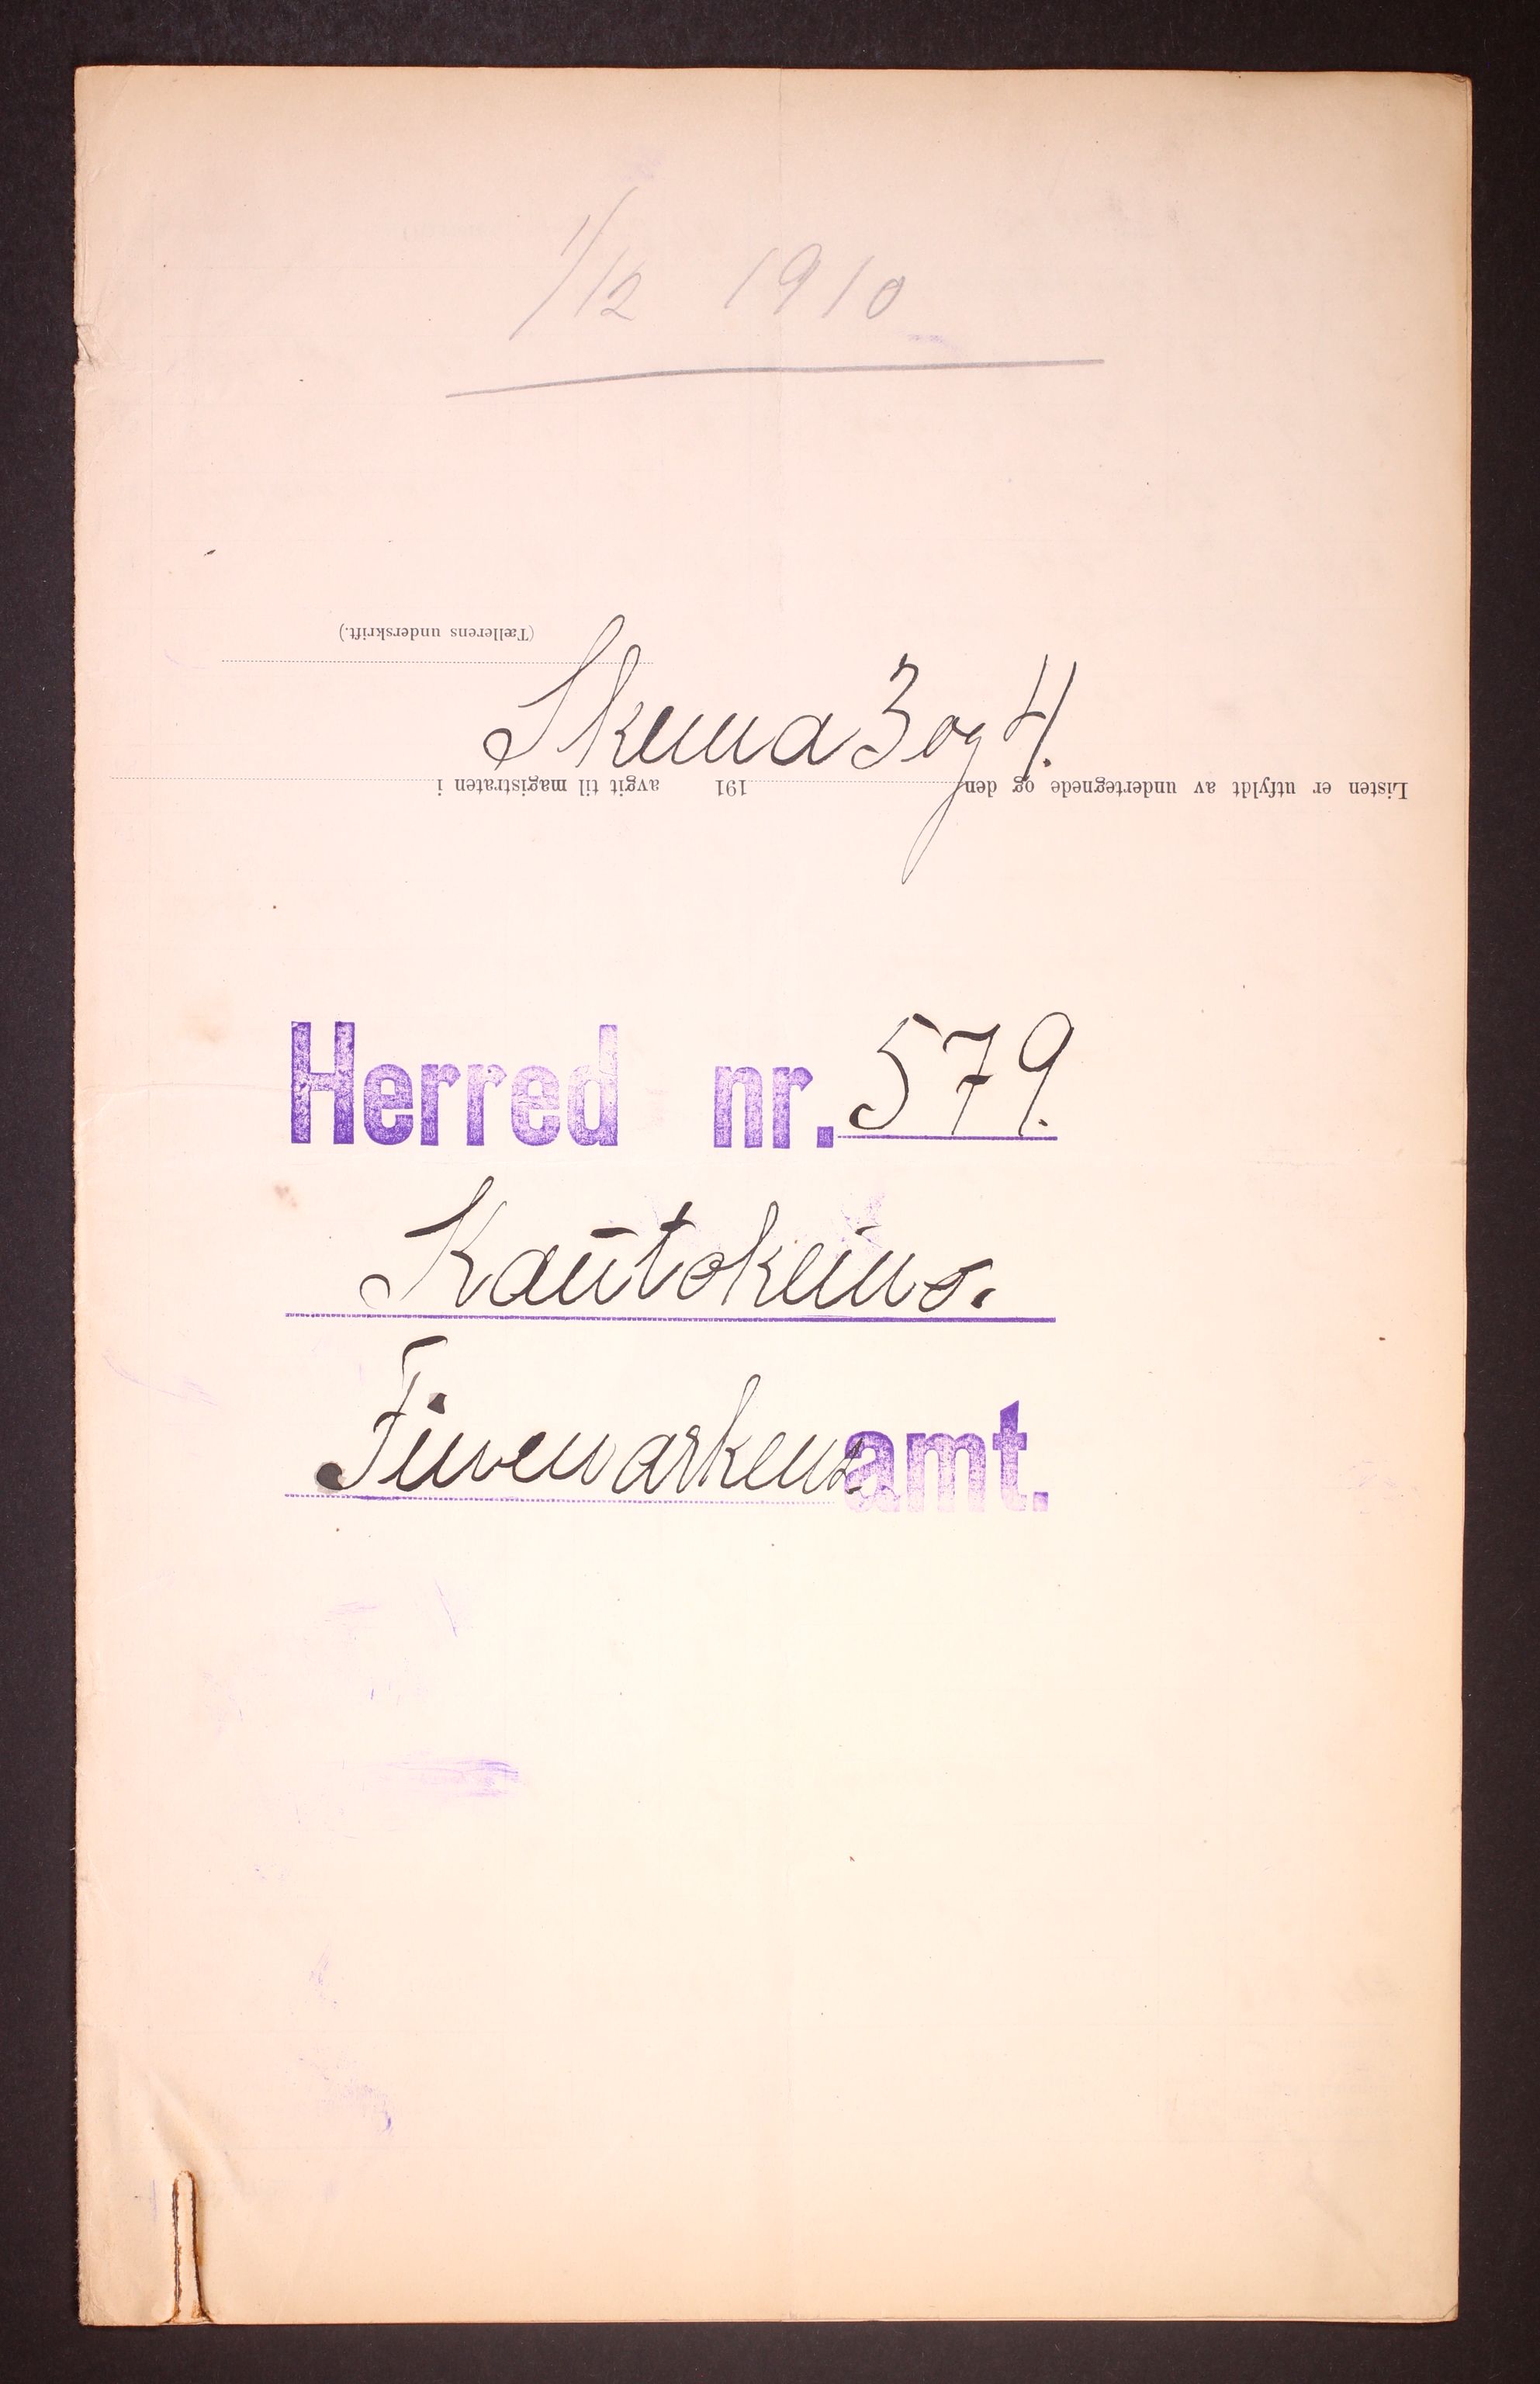 1/12 1910
(Tællerens underskrift.)
Skema 3 og 4.
Listen er utfyldt av undertegnede og den 191 avgit til magistraten i
Herred nr. 579.
Kautokeino.
Finmarkens amt.